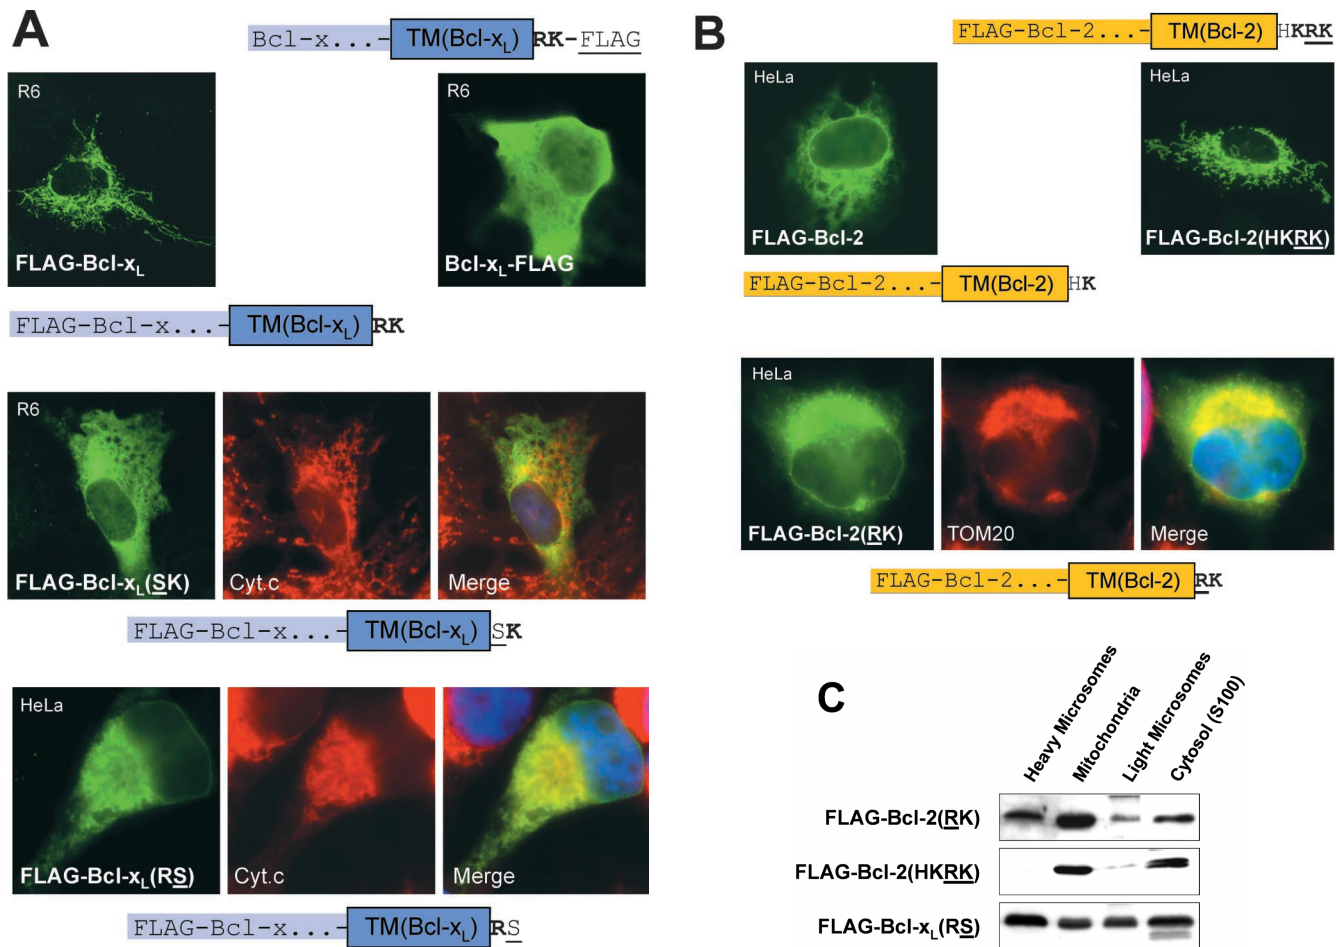 A
Bcl-x...-TM(Bcl-xL)RK-FLAG
R6
FLAG-Bcl-xL
R6
Bcl-xL-FLAG
FLAG-Bcl-x...-TM(Bcl-xL)RK
R6
FLAG-Bcl-xL(SK)
Cyt.c
Merge
FLAG-Bcl-x...-TM(Bcl-xL)SK
HeLa
FLAG-Bcl-xL(RS)
Cyt.c
Merge
FLAG-Bcl-x...-TM(Bcl-xL)RS
B
FLAG-Bcl-2...-TM(Bcl-2)HKRK
HeLa
FLAG-Bcl-2
HeLa
FLAG-Bcl-2(HKRK)
FLAG-Bcl-2...-TM(Bcl-2)HK
HeLa
FLAG-Bcl-2(RK)
TOM20
Merge
FLAG-Bcl-2...-TM(Bcl-2)RK
C
Heavy Microsomes
Mitochondria
Light Microsomes
Cytosol (S100)
FLAG-Bcl-2(RK)
FLAG-Bcl-2(HKRK)
FLAG-Bcl-xL(RS)